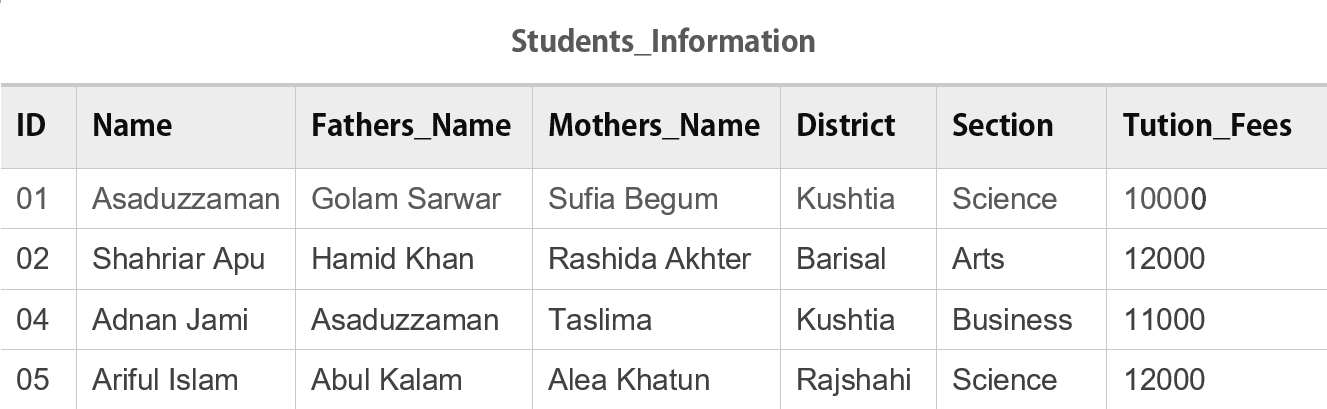 Students_Information
ID Name Fathers_Name Mothers_Name District Section Tution_Fees
01 Asaduzzaman Golam Sarwar Sufia Begum Kushtia Science 10000
02 Shahriar Apu Hamid Khan Rashida Akhter Barisal Arts 12000
04 Adnan Jami Asaduzzaman Taslima Kushtia Business 11000
05 Ariful Islam Abul Kalam Alea Khatun Rajshahi Science 12000